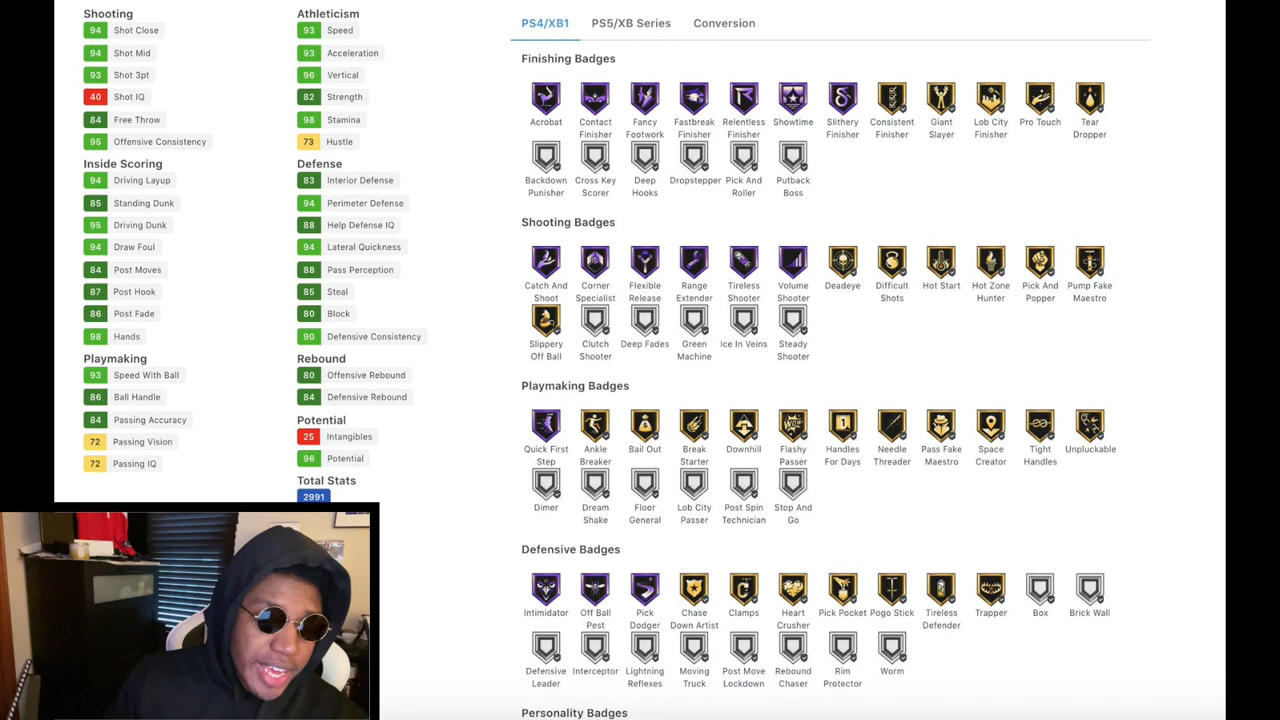 Shooting
94 Shot Close
94 Shot Mid
93 Shot 3pt
40 Shot IQ
84 Free Throw
95 Offensive Consistency
Inside Scoring
94 Driving Layup
85 Standing Dunk
95 Driving Dunk
94 Draw Foul
84 Post Moves
87 Post Hook
86 Post Fade
98 Hands
Playmaking
93 Speed With Ball
86 Ball Handle
84 Passing Accuracy
72 Passing Vision
72 Passing IQ
Athleticism
93 Speed
93 Acceleration
96 Vertical
82 Strength
98 Stamina
73 Hustle
Defense
83 Interior Defense
94 Perimeter Defense
88 Help Defense IQ
94 Lateral Quickness
88 Pass Perception
85 Steal
80 Block
90 Defensive Consistency
Rebound
80 Offensive Rebound
84 Defensive Rebound
Potential
25 Intangibles
96 Potential
Total Stats
2991
PS4/XB1 PS5/XB Series Conversion
Finishing Badges
Acrobat Contact Fancy Fastbreak Relentless Showtime Slithery Consistent Giant Lob City Pro Touch Tear
Finisher Footwork Finisher Finisher Finisher Finisher Slayer Finisher Dropper
Backdown Cross Key Deep Dropstepper Pick And Putback
Punisher Scorer Hooks Roller Boss
Shooting Badges
Catch And Corner Flexible Range Tireless Volume Deadeye Difficult Hot Start Hot Zone Pick And Pump Fake
Shoot Specialist Release Extender Shooter Shooter Shots Hunter Popper Maestro
Slippery Clutch Deep Fades Green Ice In Veins Steady
Off Ball Shooter Machine Shooter
Playmaking Badges
Quick First Ankle Bail Out Break Downhill Flashy Handles Needle Pass Fake Space Tight Unpluckable
Step Breaker Starter Passer For Days Threader Maestro Creator Handles
Dimer Dream Floor Lob City Post Spin Stop And
Shake General Passer Technician Go
Defensive Badges
Intimidator Off Ball Pick Chase Clamps Heart Pick Pocket Pogo Stick Tireless Trapper Box Brick Wall
Pest Dodger Down Artist Crusher Defender
Defensive Interceptor Lightning Moving Post Move Rebound Rim Worm
Leader Reflexes Truck Lockdown Chaser Protector
Personality Badges